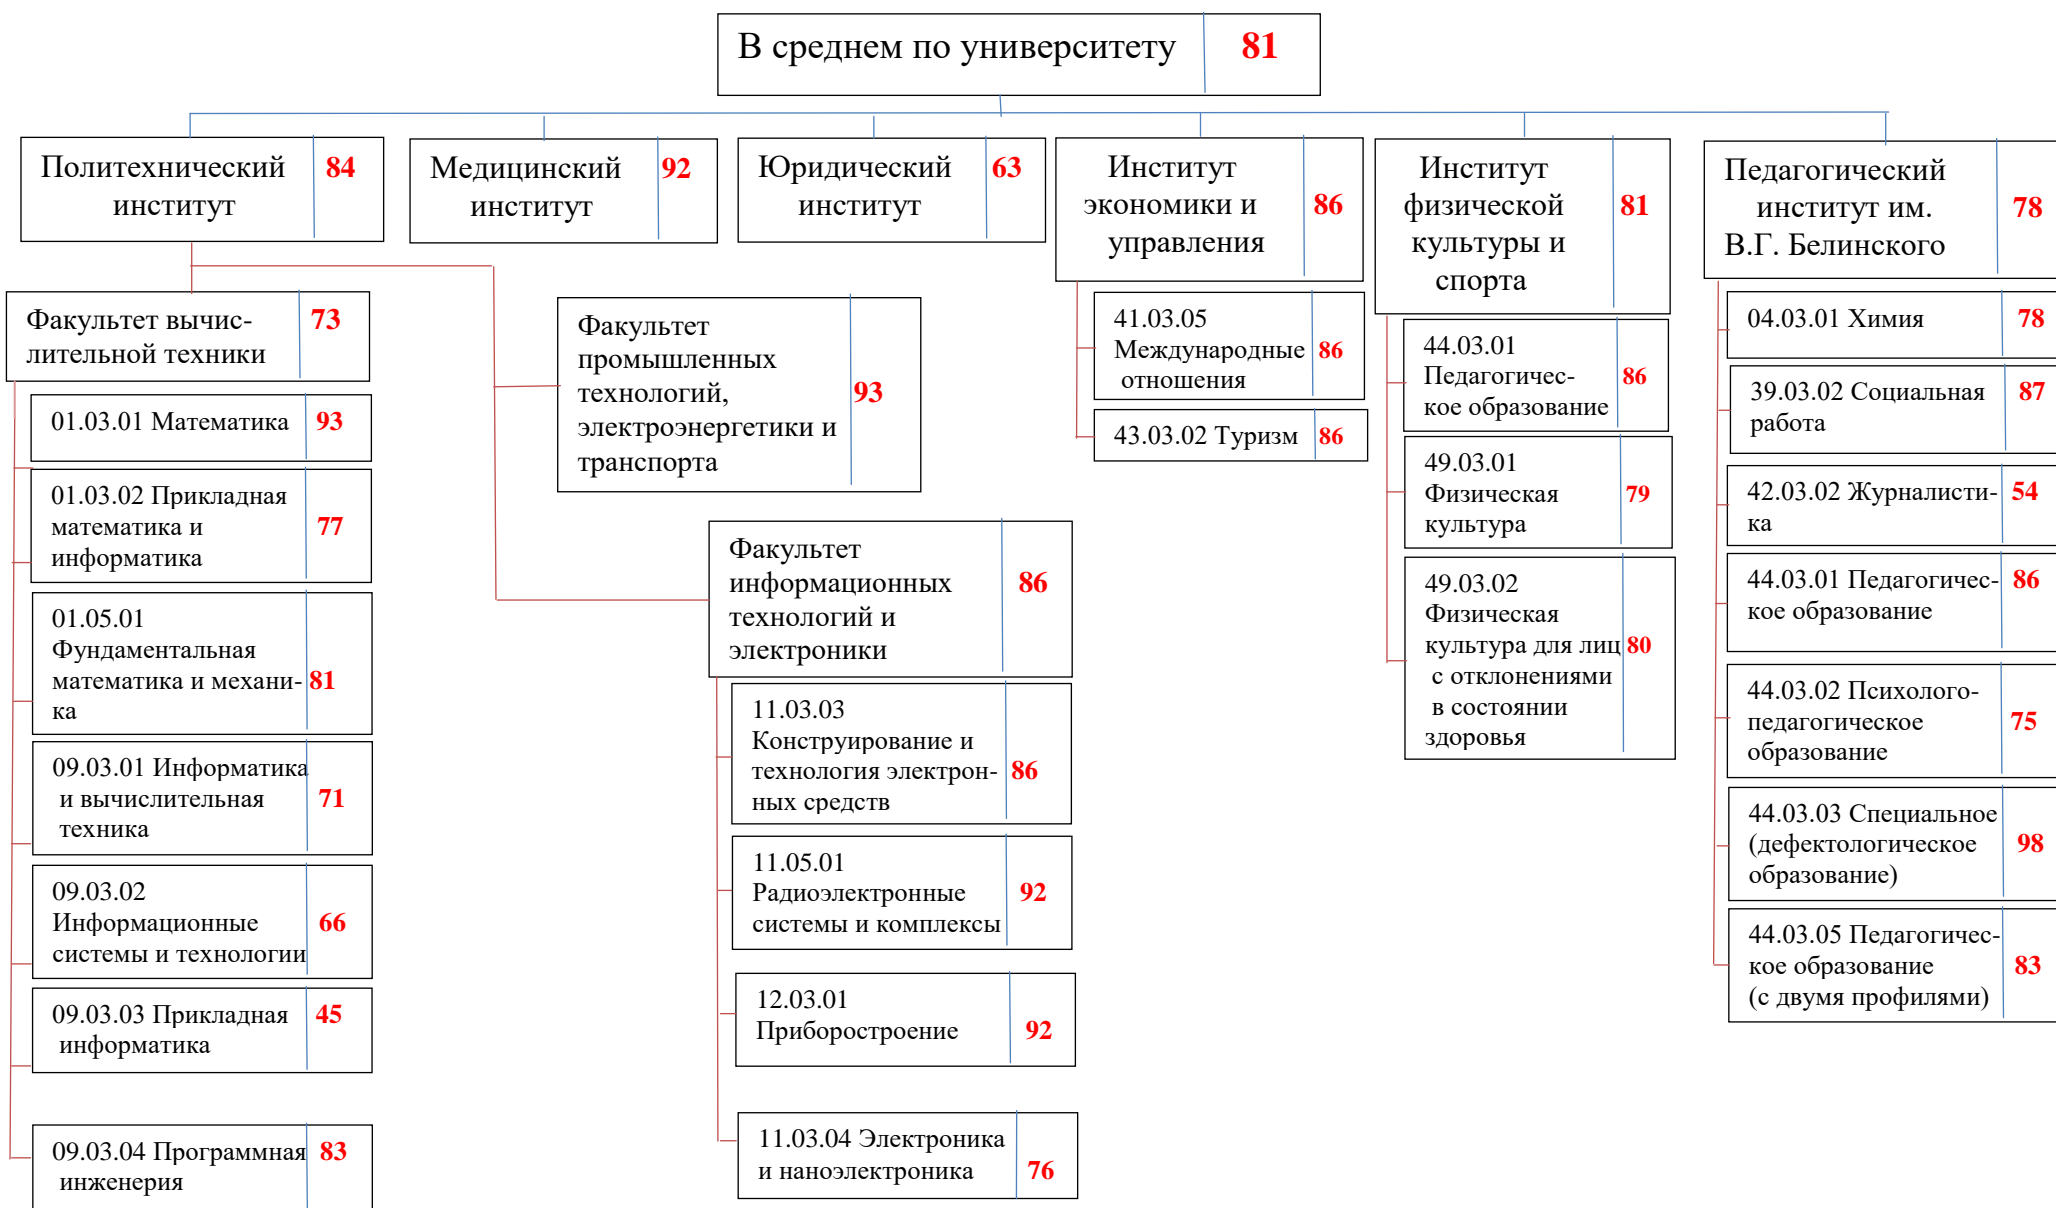 В среднем по университету 81
Политехнический 84
институт
Медицинский 92
институт
Юридический 63
институт
Институт
экономики и 86
управления
Институт
физической 81
культуры и
спорта
Педагогический
институт им. 78
В.Г. Белинского
Факультет вычис- 73
лительной техники
01.03.01 Математика 93
01.03.02 Прикладная
математика и 77
информатика
01.05.01
Фундаментальная
математика и механи- 81
ка
09.03.01 Информатика
и вычислительная 71
техника
09.03.02
Информационные 66
системы и технологии
09.03.03 Прикладная 45
информатика
09.03.04 Программная 83
инженерия
Факультет
промышленных
технологий, 93
электроэнергетики и
транспорта
Факультет
информационных 86
технологий и
электроники
11.03.03
Конструирование и
технология электрон- 86
ных средств
11.05.01
Радиоэлектронные 92
системы и комплексы
12.03.01
Приборостроение 92
11.03.04 Электроника
и наноэлектроника 76
41.03.05
Международные 86
отношения
43.03.02 Туризм 86
44.03.01
Педагогичес- 86
кое образование
49.03.01
Физическая 79
культура
49.03.02
Физическая
культура для лиц 80
с отклонениями
в состоянии
здоровья
04.03.01 Химия 78
39.03.02 Социальная 87
работа
42.03.02 Журналисти- 54
ка
44.03.01 Педагогичес- 86
кое образование
44.03.02 Психолого-
педагогическое 75
образование
44.03.03 Специальное
(дефектологическое 98
образование)
44.03.05 Педагогичес-
кое образование 83
(с двумя профилями)